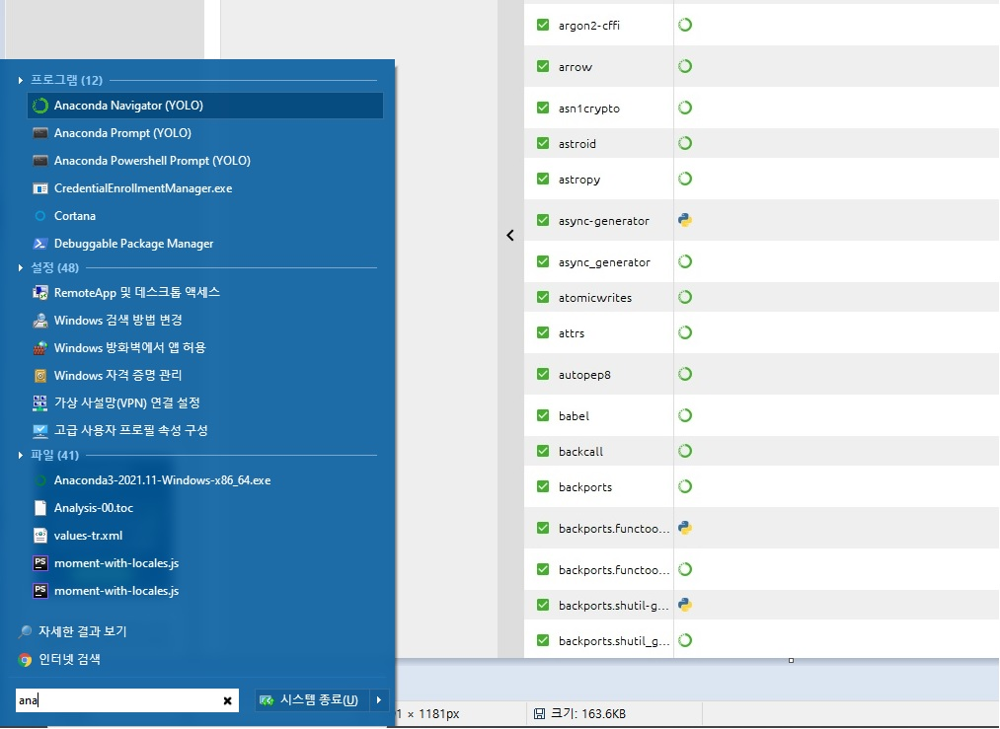 프로그램 (12)
Anaconda Navigator (YOLO)
Anaconda Prompt (YOLO)
Anaconda Powershell Prompt (YOLO)
CredentialEnrollmentManager.exe
Cortana
Debuggable Package Manager
설정 (48)
RemoteApp 및 데스크톱 액세스
Windows 검색 방법 변경
Windows 방화벽에서 앱 허용
Windows 자격 증명 관리
가상 사설망(VPN) 연결 설정
고급 사용자 프로필 속성 구성
파일 (41)
Anaconda3-2021.11-Windows-x86_64.exe
Analysis-00.toc
values-tr.xml
PS moment-with-locales.js
PS moment-with-locales.js
자세한 결과 보기
인터넷 검색
ana
시스템 종료(U)
argon2-cffi
arrow
asn1crypto
astroid
astropy
async-generator
async_generator
atomicwrites
attrs
autopep8
babel
backcall
backports
backports.functoo...
backports.functoo...
backports.shutil-g...
backports.shutil_g...
1 × 1181px
크기: 163.6KB